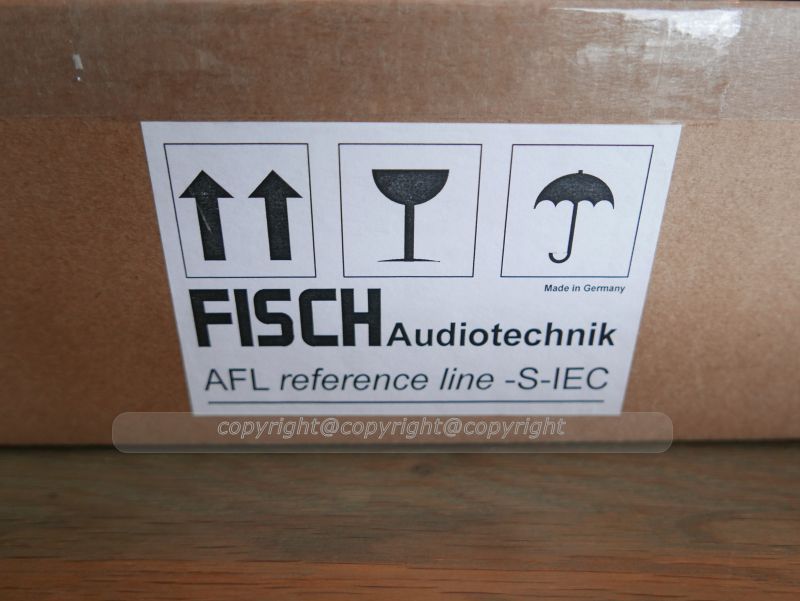 Made in Germany
FISCH Audiotechnik
AFL reference line -S-IEC
copyright@copyright@copyright